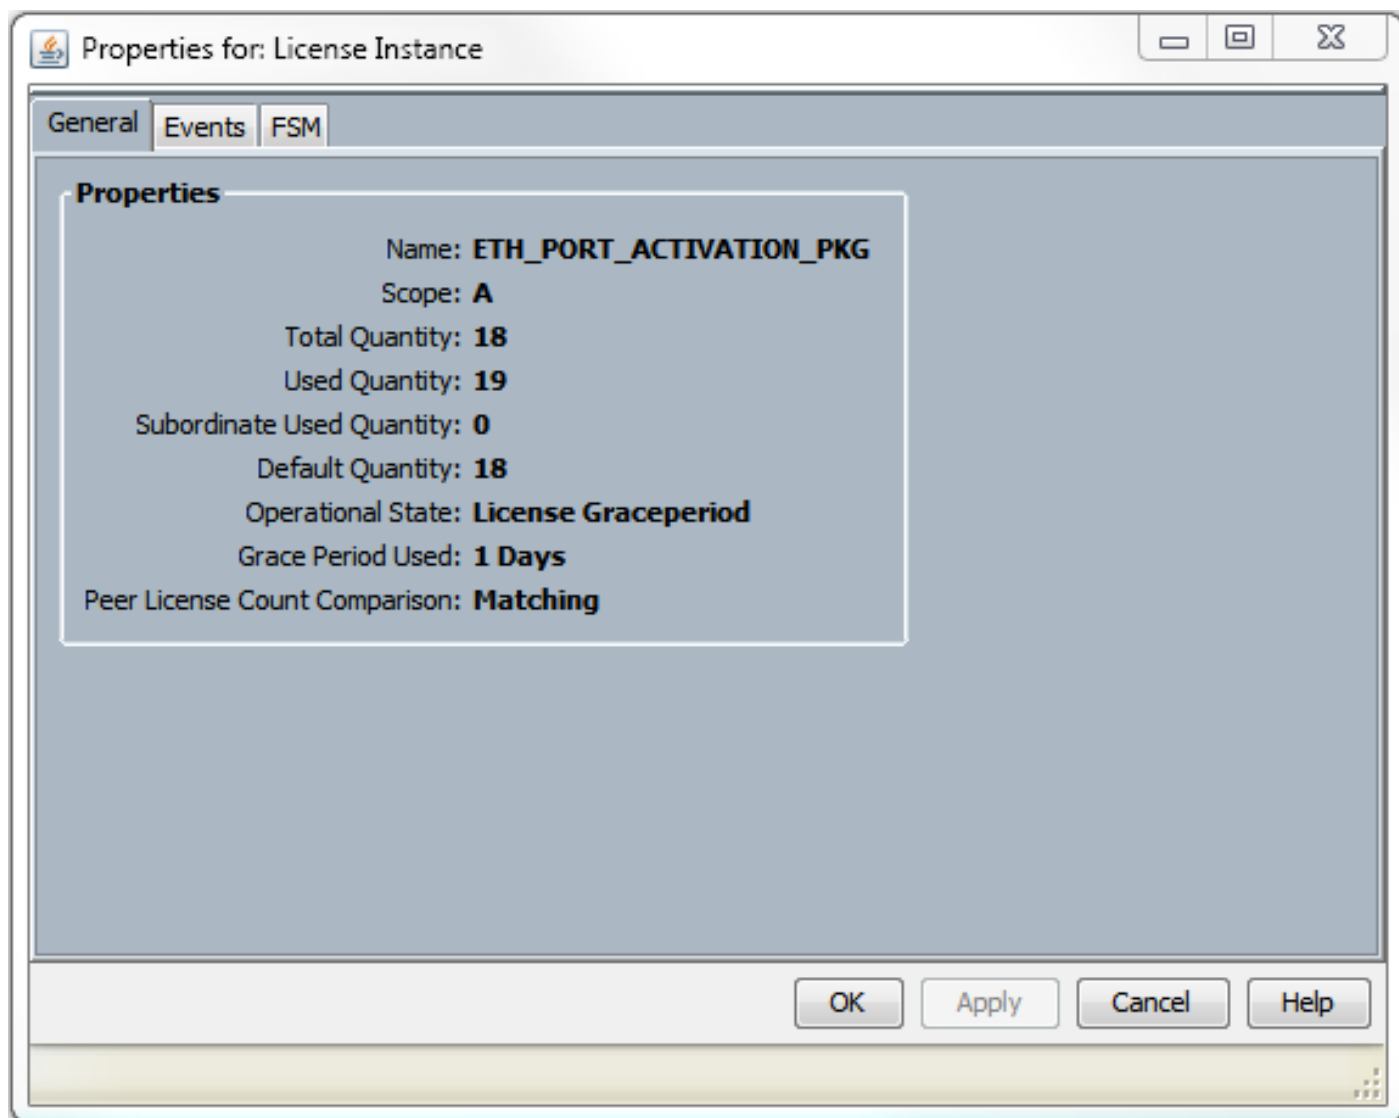 Properties for: License Instance
General Events FSM
Properties
Name: ETH_PORT_ACTIVATION_PKG
Scope: A
Total Quantity: 18
Used Quantity: 19
Subordinate Used Quantity: 0
Default Quantity: 18
Operational State: License Graceperiod
Grace Period Used: 1 Days
Peer License Count Comparison: Matching
OK Apply Cancel Help